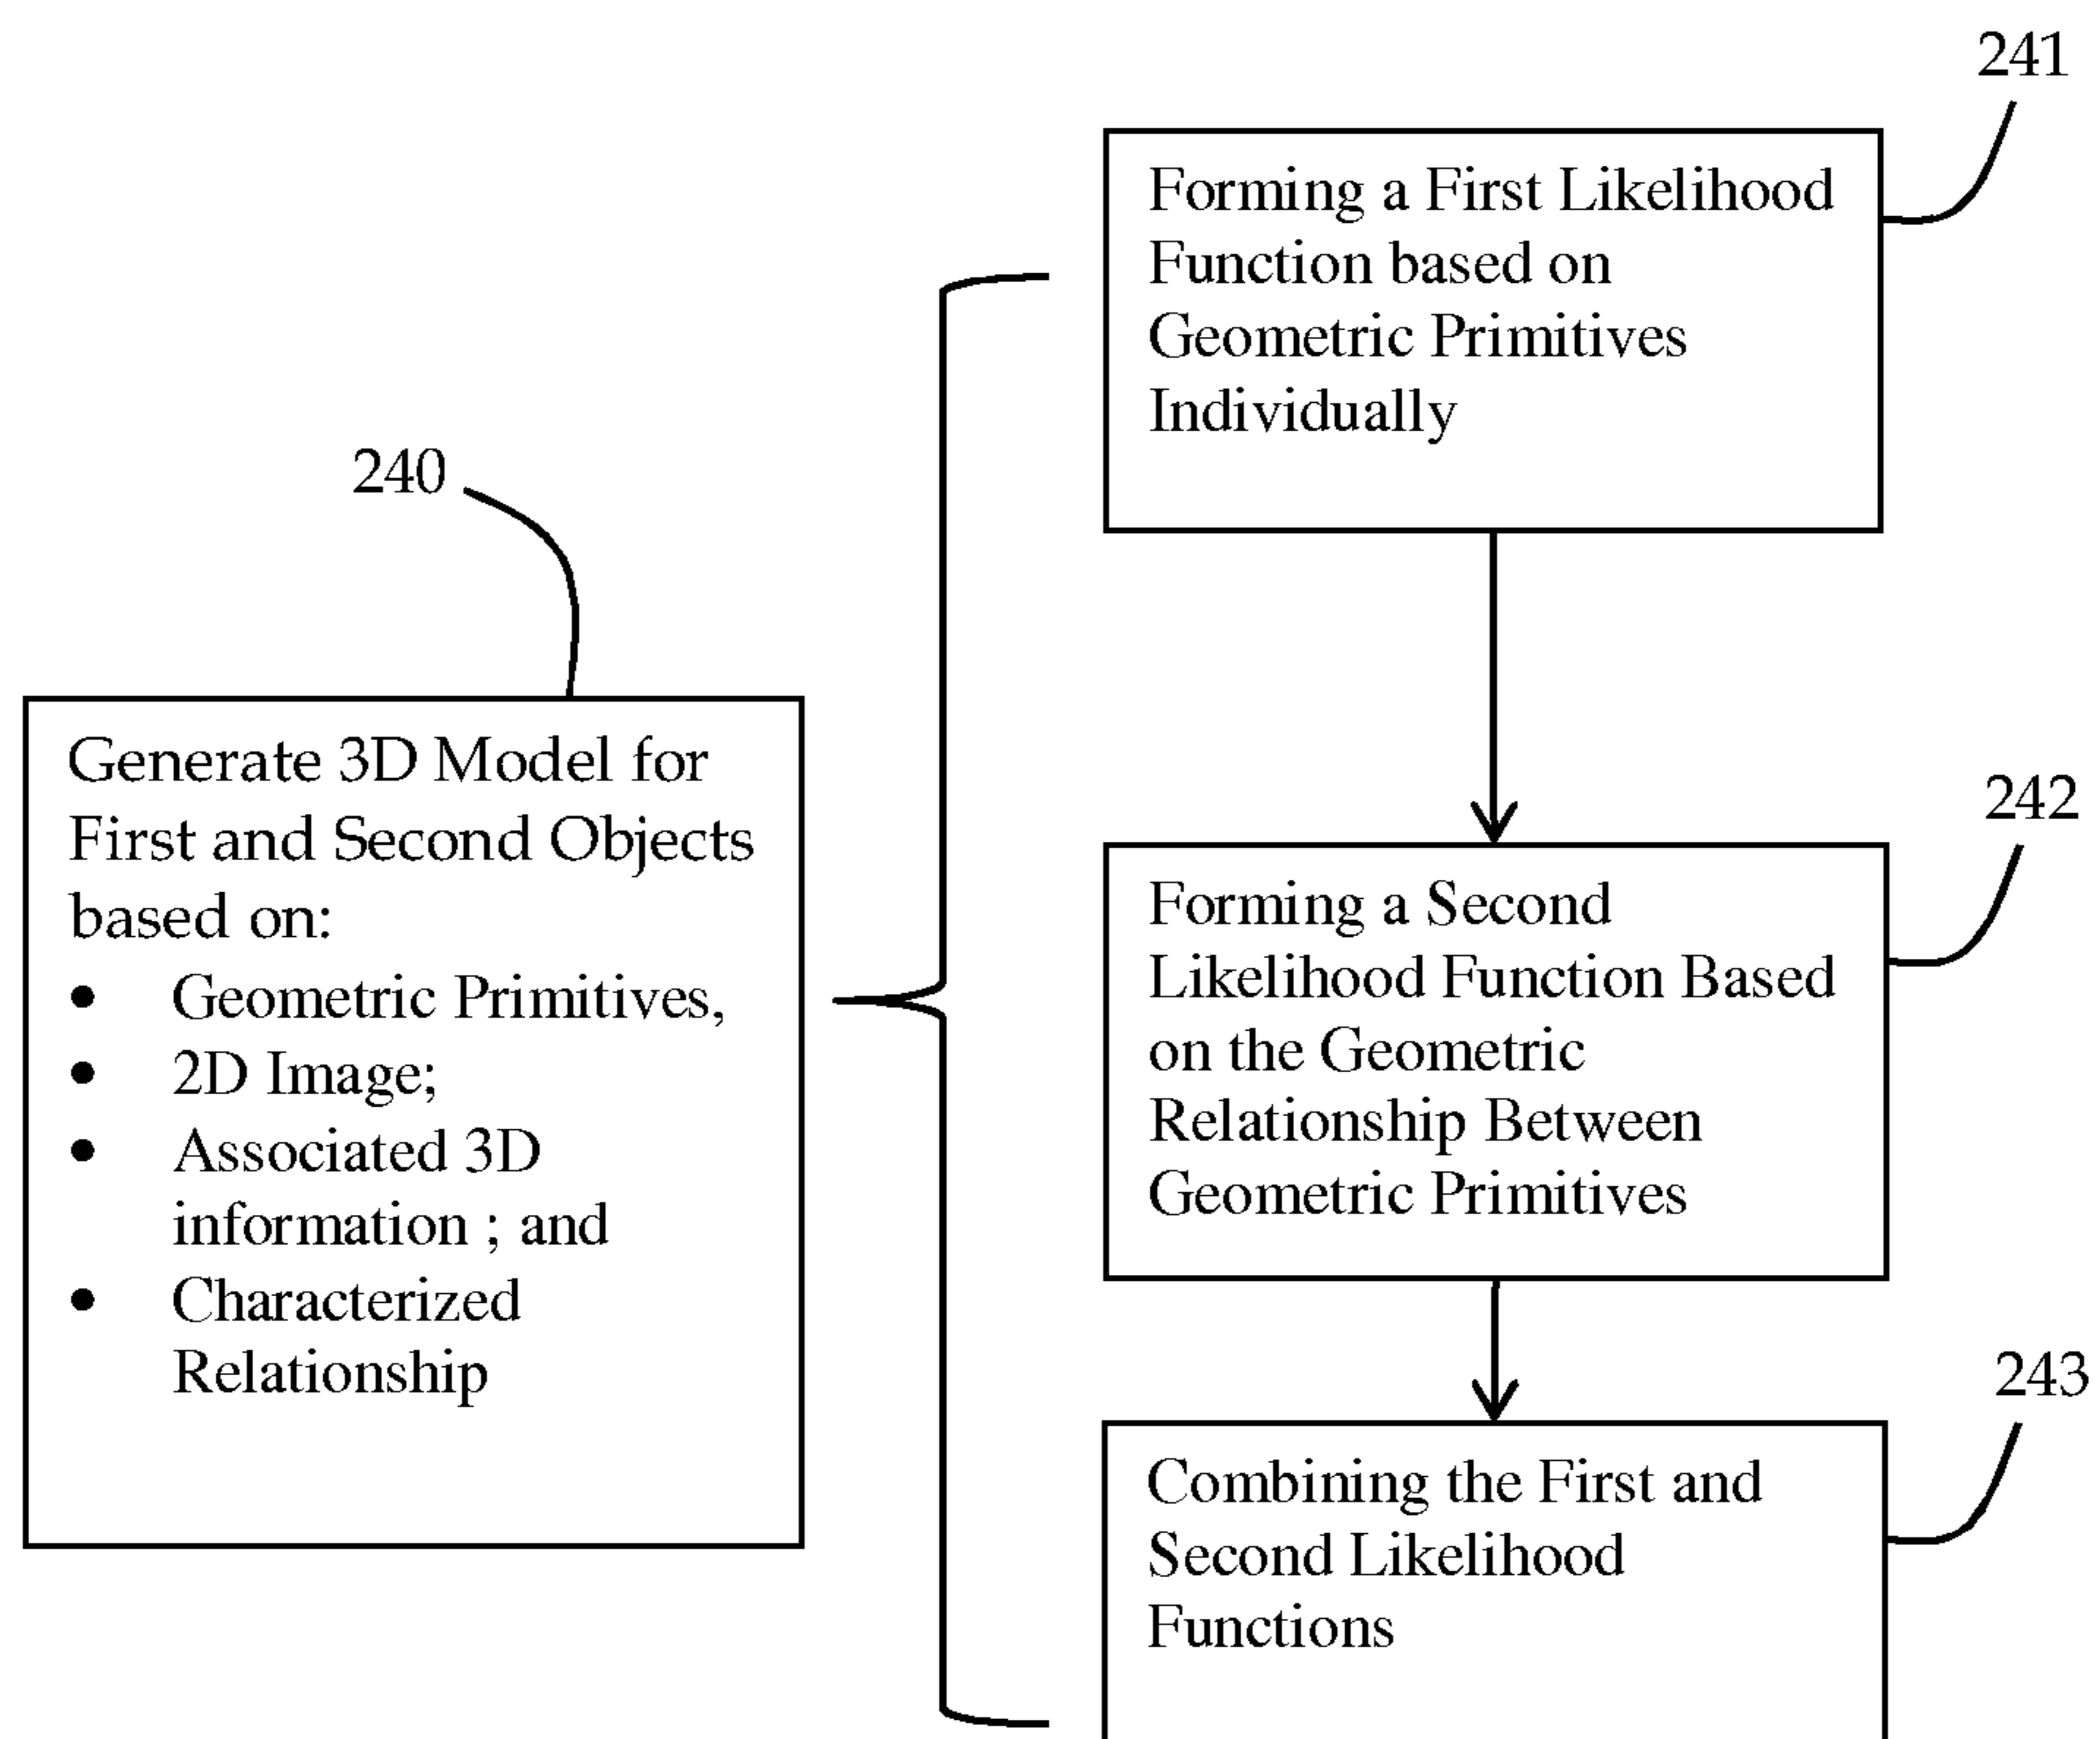 240
Generate 3D Model for
First and Second Objects
based on:
• Geometric Primitives,
• 2D Image;
• Associated 3D
information ; and
• Characterized
Relationship
241
Forming a First Likelihood
Function based on
Geometric Primitives
Individually
242
Forming a Second
Likelihood Function Based
on the Geometric
Relationship Between
Geometric Primitives
243
Combining the First and
Second Likelihood
Functions